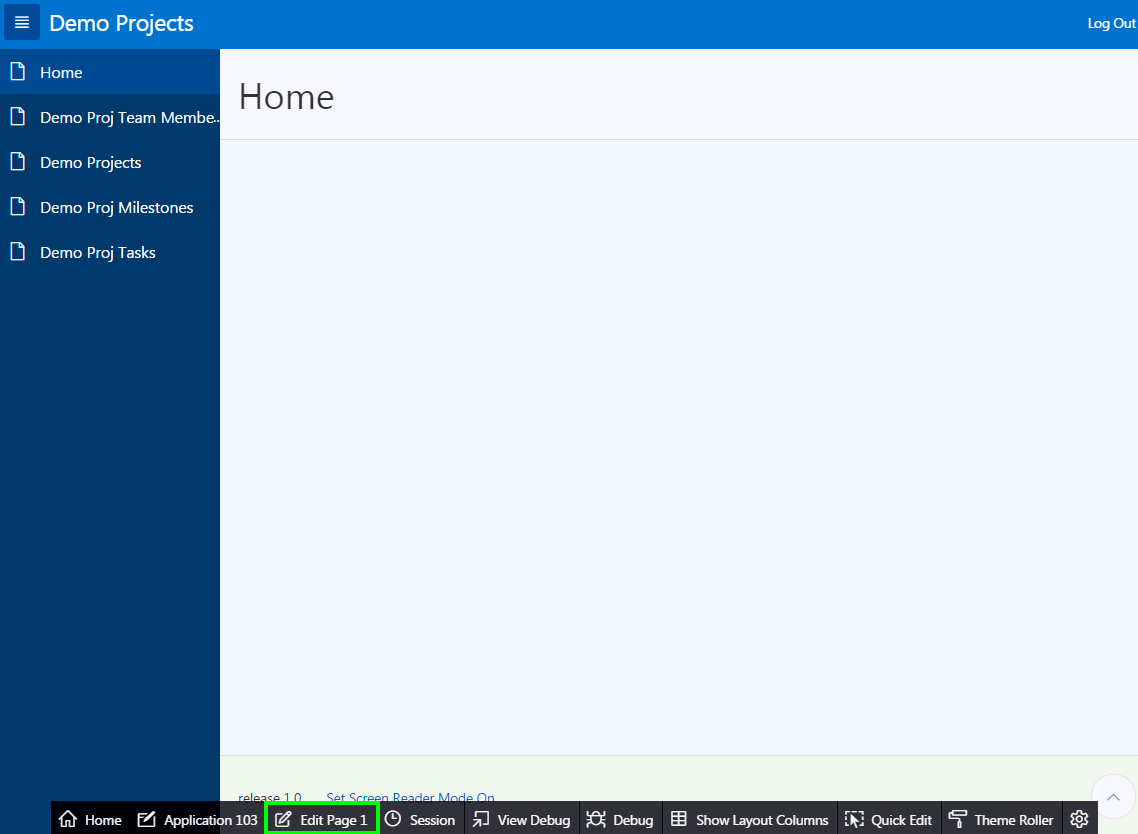 Demo Projects
Log Out
Home
Demo Proj Team Membe..
Demo Projects
Demo Proj Milestones
Demo Proj Tasks
Home
release 1.0 Set Screen Reader Mode On
Home Application 103 Edit Page 1 Session View Debug Debug Show Layout Columns Quick Edit Theme Roller